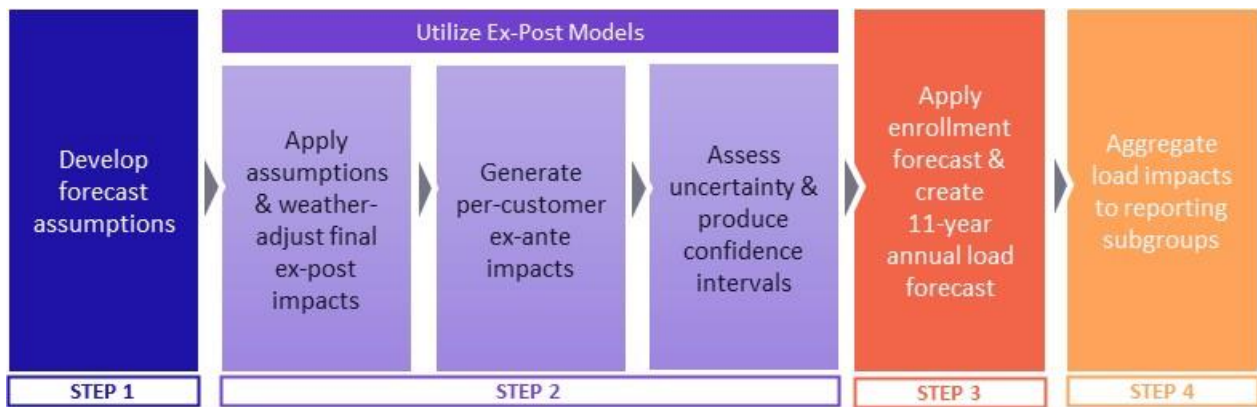 Utilize Ex-Post Models
Develop
forecast
assumptions
Apply
assumptions
& weather-
adjust final
ex-post
impacts
Generate
per-customer
ex-ante
impacts
Assess
uncertainty &
produce
confidence
intervals
Apply
enrollment
forecast &
create
11-year
annual load
forecast
Aggregate
load impacts
to reporting
subgroups
STEP 1
STEP 2
STEP 3
STEP 4